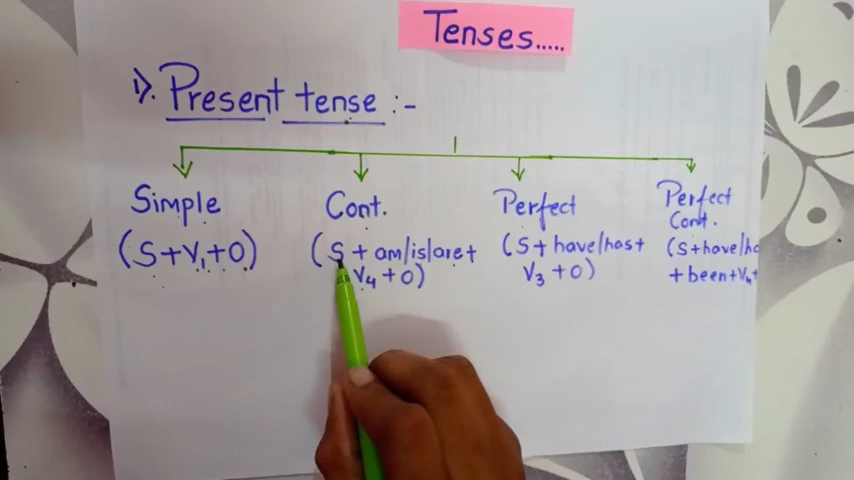 Tenses.....
1). Present tense :-
Simple
(S+V1+O)
Cont.
(S + am/is/are+
V4+O)
Perfect
(S+ have/has+
V3+O)
Perfect
Cont.
(S+have/ha
+been+V4+